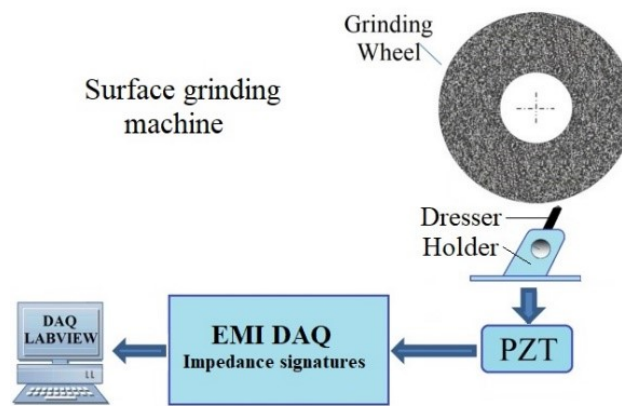 Grinding
Wheel
Surface grinding
machine
Dresser
Holder
DAQ
LABVIEW
EMI DAQ
Impedance signatures
PZT